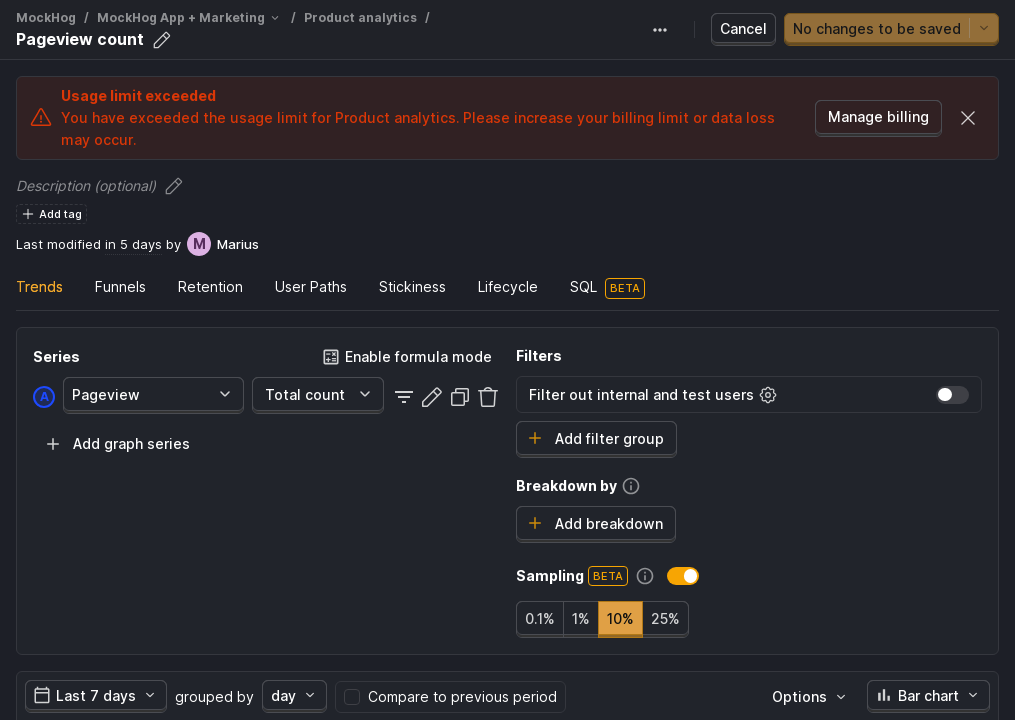 MockHog / MockHog App + Marketing / Product analytics /
Pageview count
Cancel
No changes to be saved
Usage limit exceeded
You have exceeded the usage limit for Product analytics. Please increase your billing limit or data loss
may occur.
Manage billing
Description (optional)
Add tag
Last modified in 5 days by M Marius
Trends Funnels Retention User Paths Stickiness Lifecycle SQL BETA
Series
Enable formula mode
A Pageview Total count
Add graph series
Filters
Filter out internal and test users
Add filter group
Breakdown by
Add breakdown
Sampling BETA
0.1% 1% 10% 25%
Last 7 days grouped by day Compare to previous period Options Bar chart